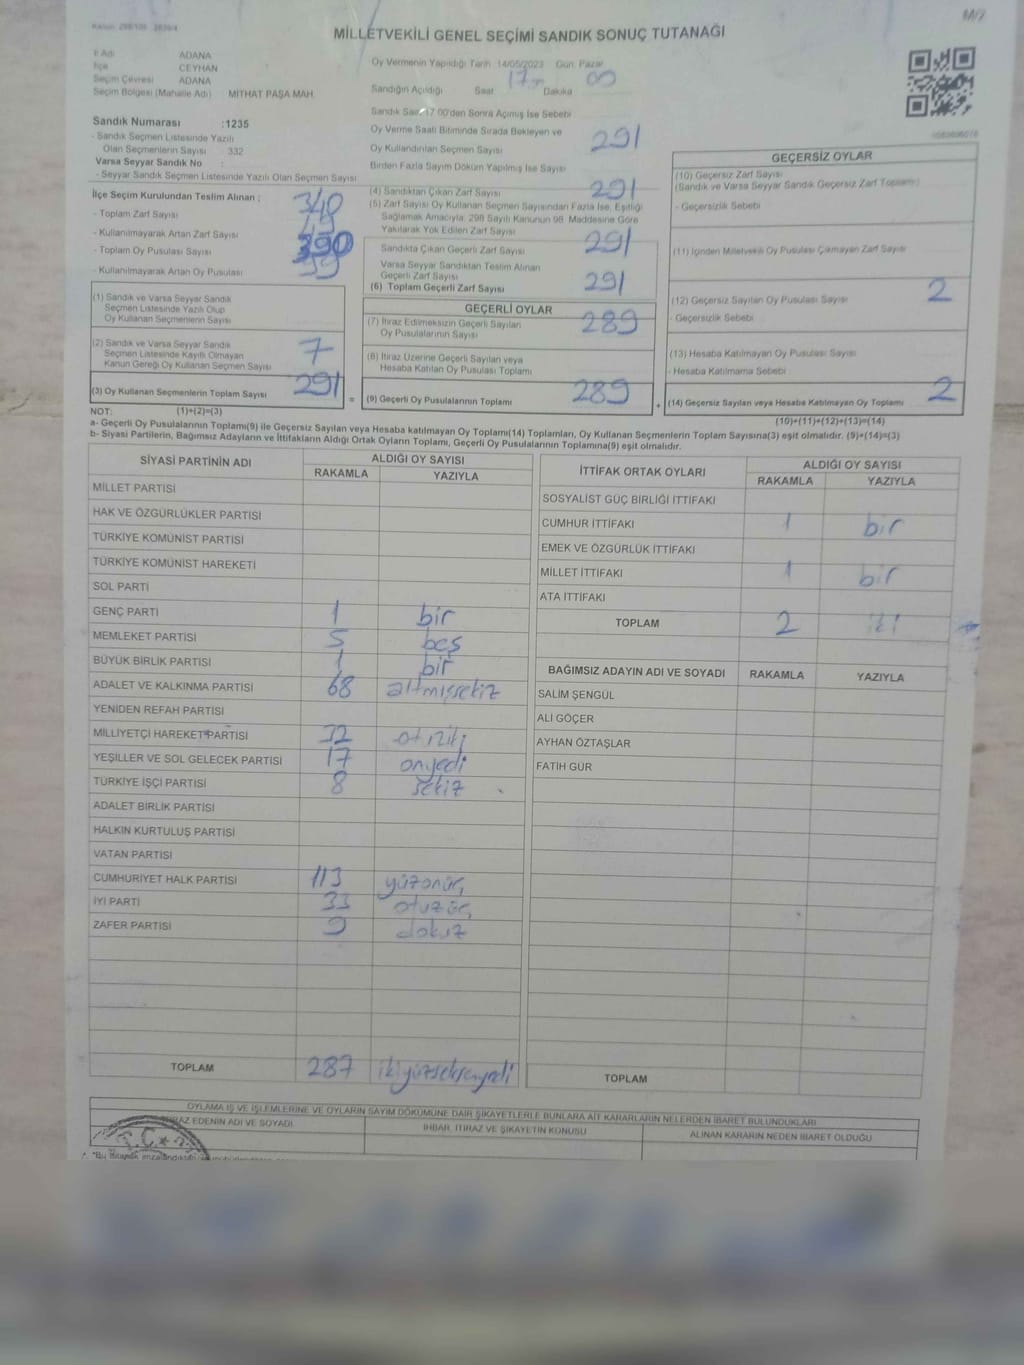 MİLLETVEKİLİ GENEL SEÇİMİ SANDIK SONUÇ TUTANAĞI
İl Adı ADANA
İlçe CEYHAN
Seçim Çevresi ADANA
Seçim Bölgesi (Mahalle Adı) MİTHAT PAŞA MAH.
Sandık Numarası :1235
- Sandık Seçmen Listesinde Yazılı
Olan Seçmenlerin Sayısı : 332
Varsa Seyyar Sandık No :
- Seyyar Sandık Seçmen Listesinde Yazılı Olan Seçmen Sayısı
İlçe Seçim Kurulundan Teslim Alınan ;
- Toplam Zarf Sayısı 340
- Kullanılmayarak Artan Zarf Sayısı
- Toplam Oy Pusulası Sayısı 390
- Kullanılmayarak Artan Oy Pusulası
(1) Sandık ve Varsa Seyyar Sandık
Seçmen Listesinde Yazılı Olup
Oy Kullanan Seçmenlerin Sayısı
(2) Sandık ve Varsa Seyyar Sandık
Seçmen Listesinde Kayıtlı Olmayan
Kanun Gereği Oy Kullanan Seçmen Sayısı 7
(3) Oy Kullanan Seçmenlerin Toplam Sayısı 291
Oy Vermenin Yapıldığı Tarih 14/05/2023 Gün: Pazar
Sandığın Açıldığı Saat 17 Dakika 00
Sandık Saat 17.00'den Sonra Açılmış İse Sebebi
Oy Verme Saati Bitiminde Sırada Bekleyen ve
Oy Kullandırılan Seçmen Sayısı 291
Birden Fazla Sayım Döküm Yapılmış İse Sayısı
(4) Sandıktan Çıkan Zarf Sayısı 291
(5) Zarf Sayısı Oy Kullanan Seçmen Sayısından Fazla İse, Eşitliği
Sağlamak Amacıyla, 298 Sayılı Kanunun 98. Maddesine Göre
Yakılarak Yok Edilen Zarf Sayısı
Sandıkta Çıkan Geçerli Zarf Sayısı 291
Varsa Seyyar Sandıktan Teslim Alınan
Geçerli Zarf Sayısı
(6) Toplam Geçerli Zarf Sayısı 291
GEÇERLİ OYLAR
(7) İtiraz Edilmeksizin Geçerli Sayılan
Oy Pusulalarının Sayısı 289
(8) İtiraz Üzerine Geçerli Sayılan veya
Hesaba Katılan Oy Pusulası Toplamı
= (9) Geçerli Oy Pusulalarının Toplamı 289
GEÇERSİZ OYLAR
(10) Geçersiz Zarf Sayısı
(Sandık ve Varsa Seyyar Sandık Geçersiz Zarf Toplamı)
- Geçersizlik Sebebi
(11) İçinden Milletvekili Oy Pusulası Çıkmayan Zarf Sayısı
(12) Geçersiz Sayılan Oy Pusulası Sayısı 2
- Geçersizlik Sebebi
(13) Hesaba Katılmayan Oy Pusulası Sayısı
- Hesaba Katılmama Sebebi
+ (14) Geçersiz Sayılan veya Hesaba Katılmayan Oy Toplamı 2
NOT: (1)+(2)=(3) (10)+(11)+(12)+(13)=(14)
a- Geçerli Oy Pusulaları Toplamı(9) ile Geçersiz Sayılan veya Hesaba katılmayan Oy Toplamı(14) Toplamları, Oy Kullanan Seçmenlerin Toplam Sayısına(3) eşit olmalıdır. (9)+(14)=(3)
b- Siyasi Partilerin, Bağımsız Adayların ve İttifakların Aldığı Ortak Oyların Toplamı, Geçerli Oy Pusulalarının Toplamına(9) eşit olmalıdır.
SİYASİ PARTİNİN ADI ALDIĞI OY SAYISI
RAKAMLA YAZIYLA
MİLLET PARTİSİ
HAK VE ÖZGÜRLÜKLER PARTİSİ
TÜRKİYE KOMÜNİST PARTİSİ
TÜRKİYE KOMÜNİST HAREKETİ
SOL PARTİ
GENÇ PARTİ 1 bir
MEMLEKET PARTİSİ 5 beş
BÜYÜK BİRLİK PARTİSİ 1 bir
ADALET VE KALKINMA PARTİSİ 68 altmışsekiz
YENİDEN REFAH PARTİSİ
MİLLİYETÇİ HAREKET PARTİSİ 32 otuziki
YEŞİLLER VE SOL GELECEK PARTİSİ 17 onyedi
TÜRKİYE İŞÇİ PARTİSİ 8 sekiz
ADALET BİRLİK PARTİSİ
HALKIN KURTULUŞ PARTİSİ
VATAN PARTİSİ
CUMHURİYET HALK PARTİSİ 113 yüzonüç
İYİ PARTİ 33 otuzüç
ZAFER PARTİSİ 9 dokuz
TOPLAM 287 ikiyüzseksenyedi
İTTİFAK ORTAK OYLARI ALDIĞI OY SAYISI
RAKAMLA YAZIYLA
SOSYALİST GÜÇ BİRLİĞİ İTTİFAKI
CUMHUR İTTİFAKI 1 bir
EMEK VE ÖZGÜRLÜK İTTİFAKI
MİLLET İTTİFAKI 1 bir
ATA İTTİFAKI
TOPLAM 2 iki
BAĞIMSIZ ADAYIN ADI VE SOYADI RAKAMLA YAZIYLA
SALİM ŞENGÜL
ALİ GÖÇER
AYHAN ÖZTAŞLAR
FATİH GÜR
TOPLAM
OYLAMA İŞ VE İŞLEMLERİNE VE OYLARIN SAYIM DÖKÜMÜNE DAİR ŞİKAYETLERLE BUNLARA AİT KARARLARIN NELERDEN İBARET BULUNDUKLARI
İTİRAZ EDENİN ADI VE SOYADI İHBAR, İTİRAZ VE ŞİKAYETİN KONUSU ALINAN KARARIN NEDEN İBARET OLDUĞU
T.C.